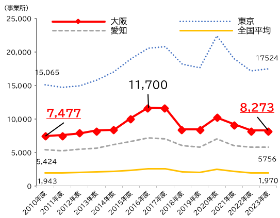 (事業所)
大阪
東京
愛知
全国平均
25,000
20,000
15,000
10,000
5,000
0
15,065
17524
11,700
7,477
8,273
5,424
5756
1,943
1,970
2010年度
2011年度
2012年度
2013年度
2014年度
2015年度
2016年度
2017年度
2018年度
2019年度
2020年度
2021年度
2022年度
2023年度